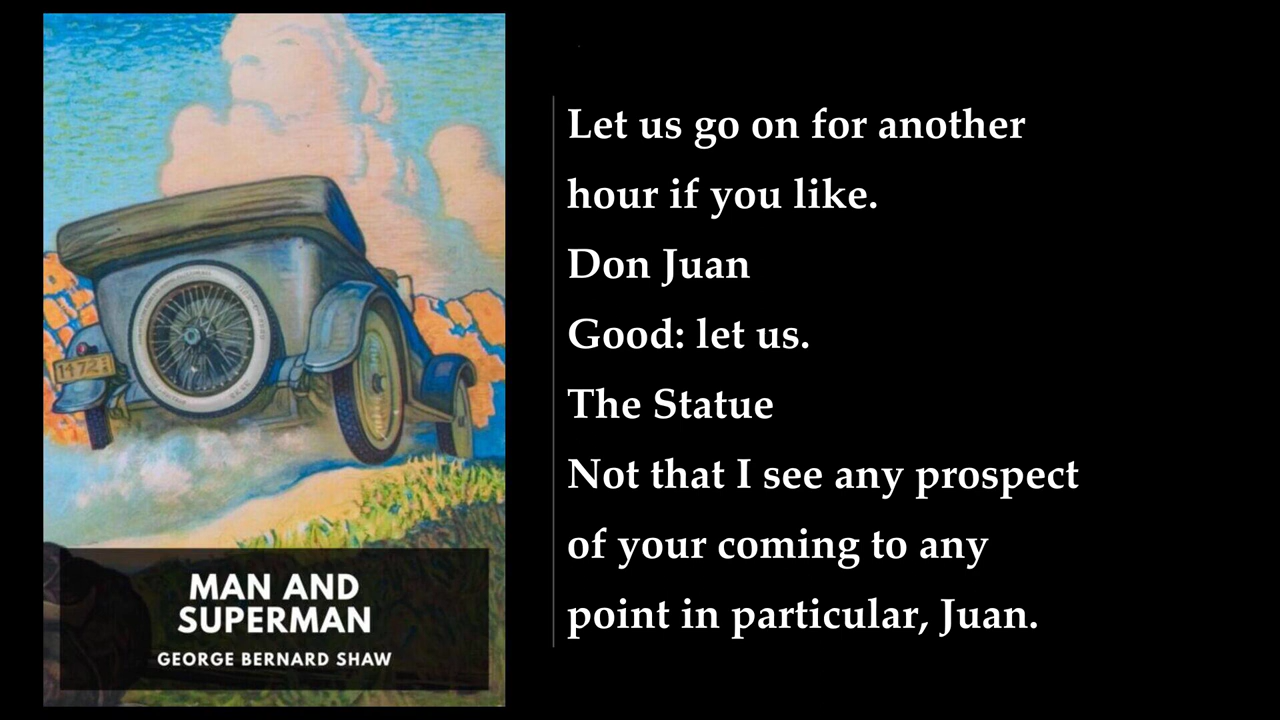 1472
MAN AND
SUPERMAN
GEORGE BERNARD SHAW
Let us go on for another
hour if you like.
Don Juan
Good: let us.
The Statue
Not that I see any prospect
of your coming to any
point in particular, Juan.